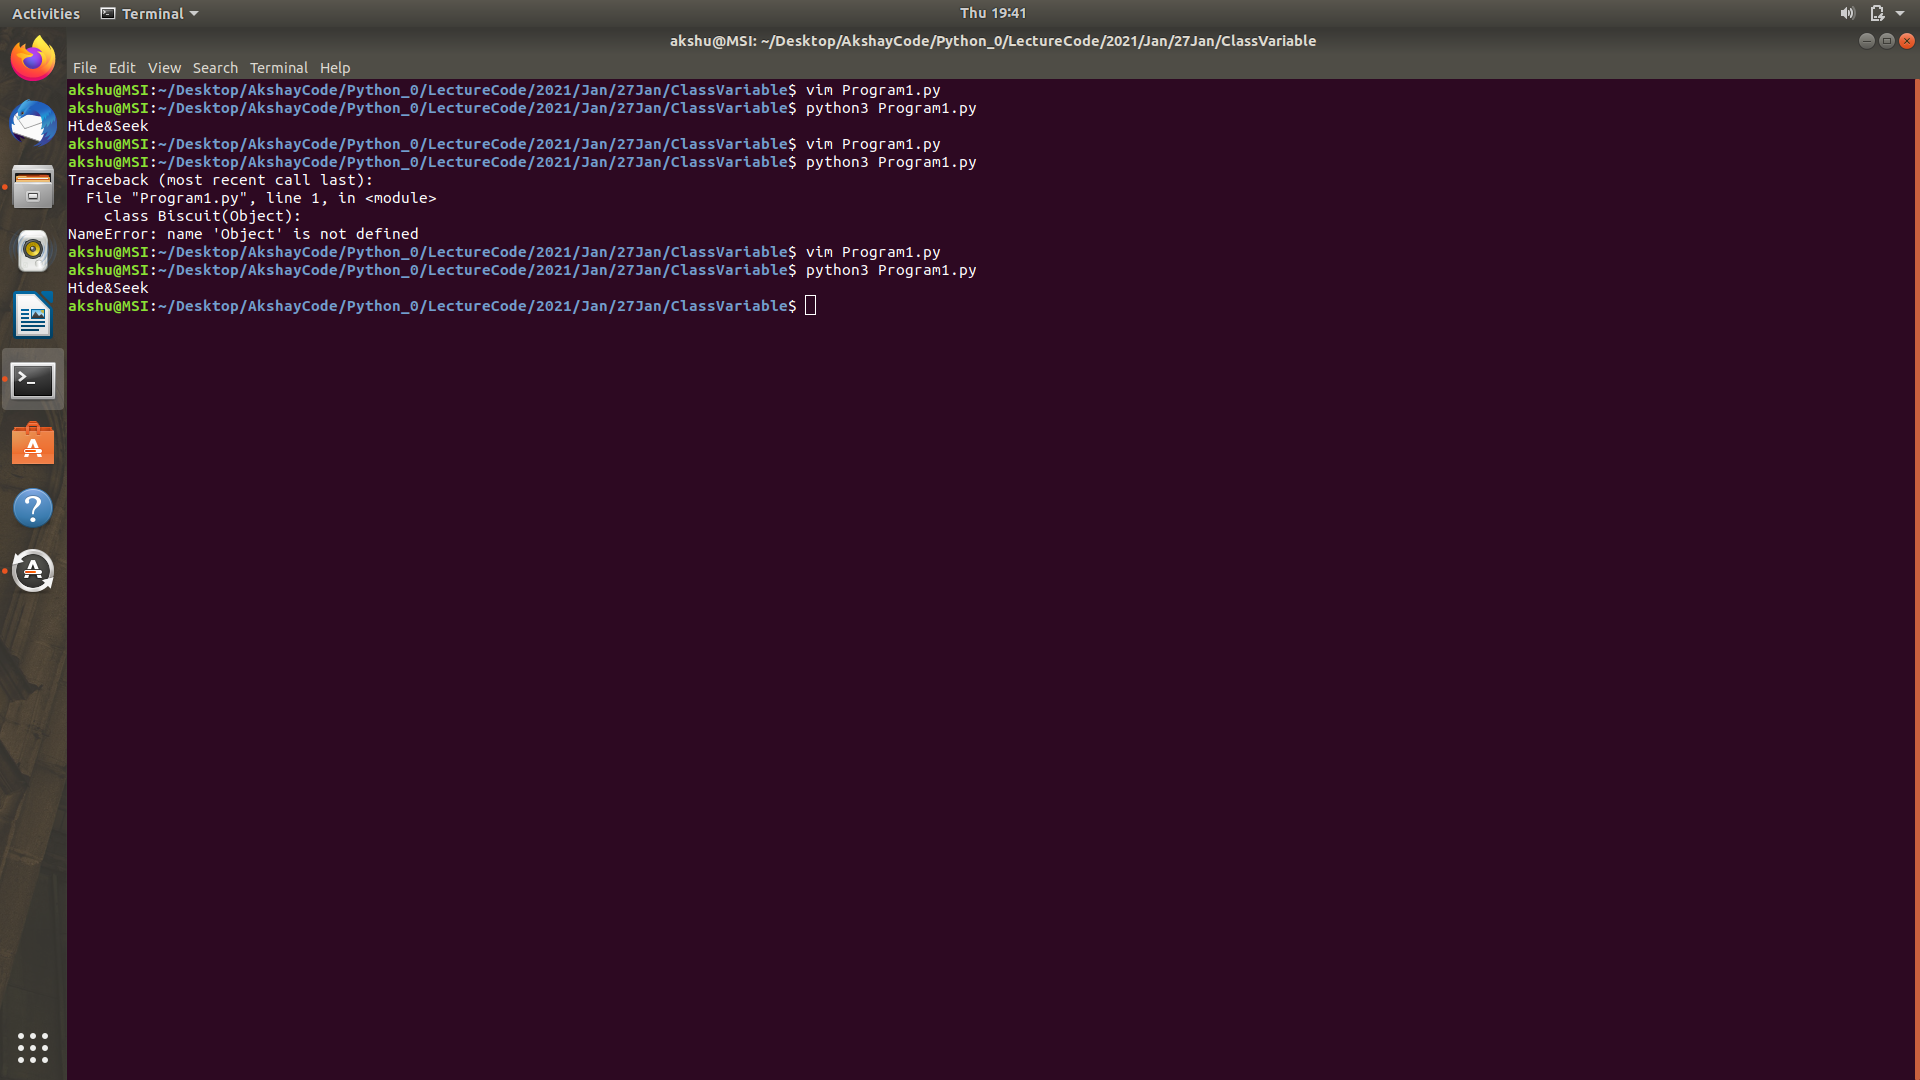 Activities Terminal Thu 19:41
akshu@MSI: ~/Desktop/AkshayCode/Python_0/LectureCode/2021/Jan/27Jan/ClassVariable
File Edit View Search Terminal Help
akshu@MSI:~/Desktop/AkshayCode/Python_0/LectureCode/2021/Jan/27Jan/ClassVariable$ vim Program1.py
akshu@MSI:~/Desktop/AkshayCode/Python_0/LectureCode/2021/Jan/27Jan/ClassVariable$ python3 Program1.py
Hide&Seek
akshu@MSI:~/Desktop/AkshayCode/Python_0/LectureCode/2021/Jan/27Jan/ClassVariable$ vim Program1.py
akshu@MSI:~/Desktop/AkshayCode/Python_0/LectureCode/2021/Jan/27Jan/ClassVariable$ python3 Program1.py
Traceback (most recent call last):
  File "Program1.py", line 1, in <module>
    class Biscuit(Object):
NameError: name 'Object' is not defined
akshu@MSI:~/Desktop/AkshayCode/Python_0/LectureCode/2021/Jan/27Jan/ClassVariable$ vim Program1.py
akshu@MSI:~/Desktop/AkshayCode/Python_0/LectureCode/2021/Jan/27Jan/ClassVariable$ python3 Program1.py
Hide&Seek
akshu@MSI:~/Desktop/AkshayCode/Python_0/LectureCode/2021/Jan/27Jan/ClassVariable$